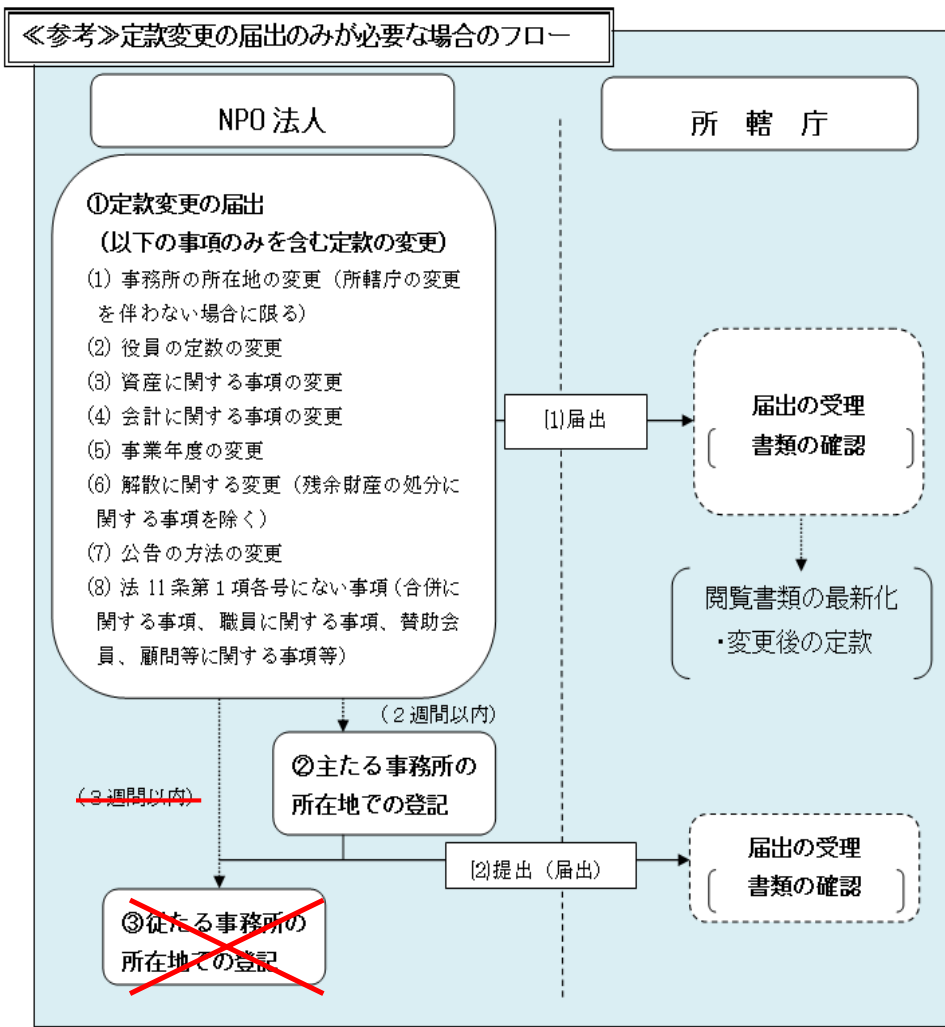 ≪参考≫定款変更の届出のみが必要な場合のフロー
NPO 法人
所 轄 庁
①定款変更の届出
(以下の事項のみを含む定款の変更)
(1) 事務所の所在地の変更（所轄庁の変更
を伴わない場合に限る）
(2) 役員の定数の変更
(3) 資産に関する事項の変更
(4) 会計に関する事項の変更
(5) 事業年度の変更
(6) 解散に関する変更（残余財産の処分に
関する事項を除く）
(7) 公告の方法の変更
(8) 法 11 条第 1 項各号にない事項（合併に
関する事項、職員に関する事項、賛助会
員、顧問等に関する事項等）
(1)届出
届出の受理
書類の確認
閲覧書類の最新化
・変更後の定款
(２週間以内)
②主たる事務所の
所在地での登記
(３週間以内)
(2)提出（届出）
届出の受理
書類の確認
③従たる事務所の
所在地での登記